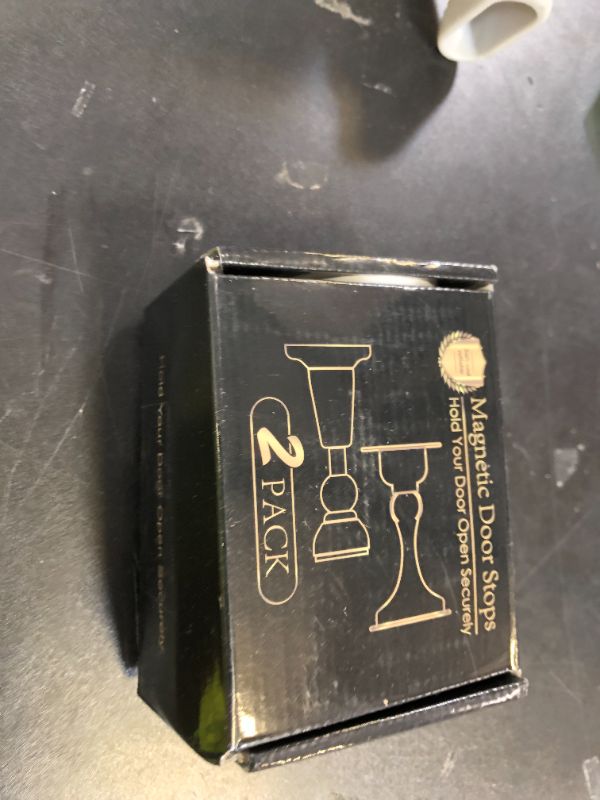 Magnetic Door Stops
Hold Your Door Open Securely
2 PACK
Hold Your Door Open Securely